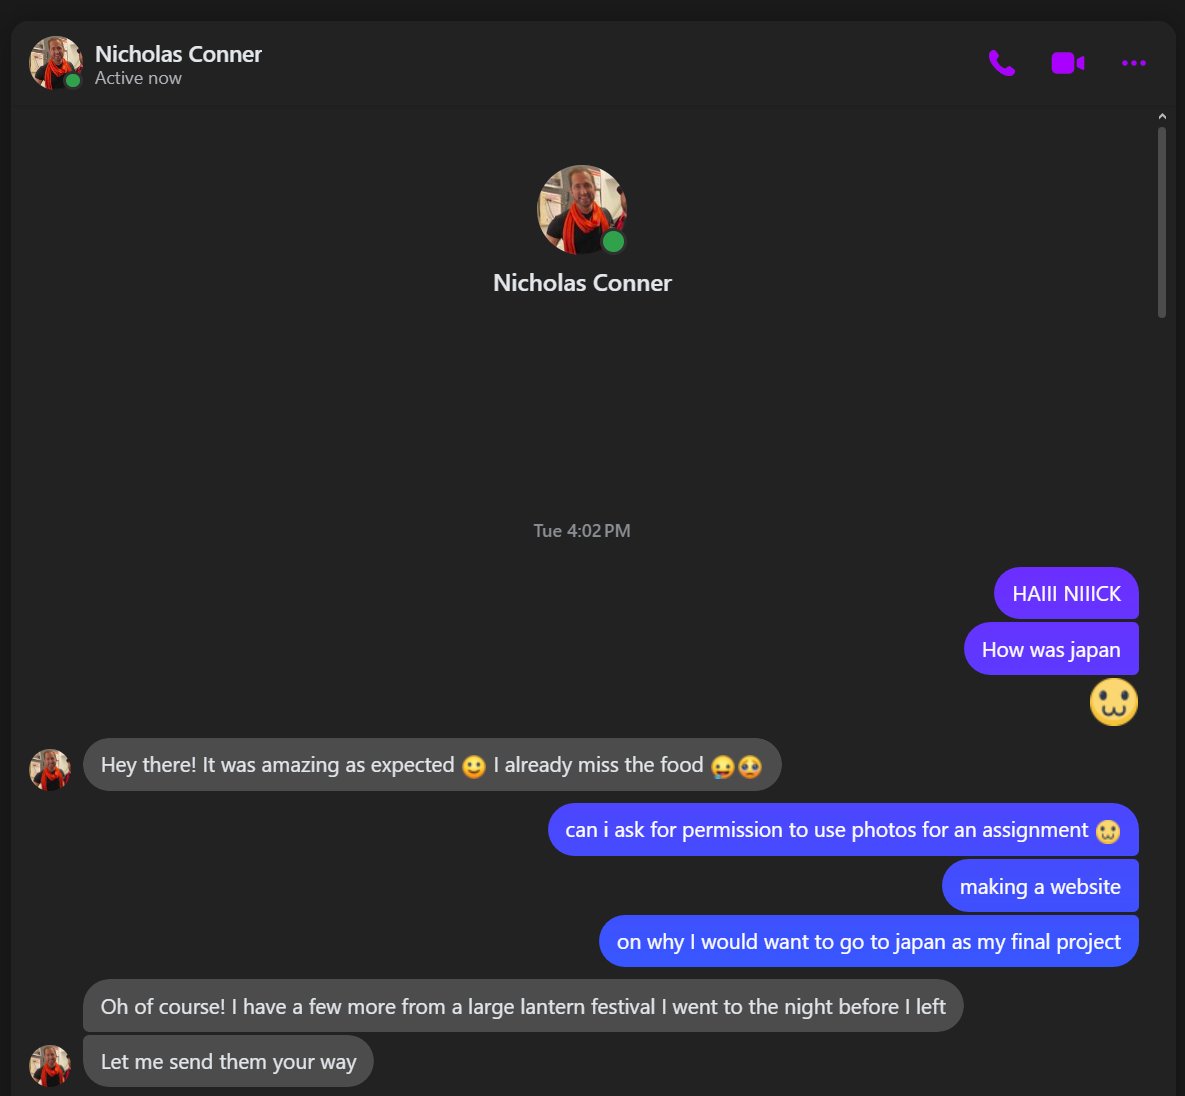 Nicholas Conner
Active now
Nicholas Conner
Tue 4:02 PM
HAIII NIIICK
How was japan
Hey there! It was amazing as expected 🙂 I already miss the food 🤪🥹
can i ask for permission to use photos for an assignment
making a website
on why I would want to go to japan as my final project
Oh of course! I have a few more from a large lantern festival I went to the night before I left
Let me send them your way